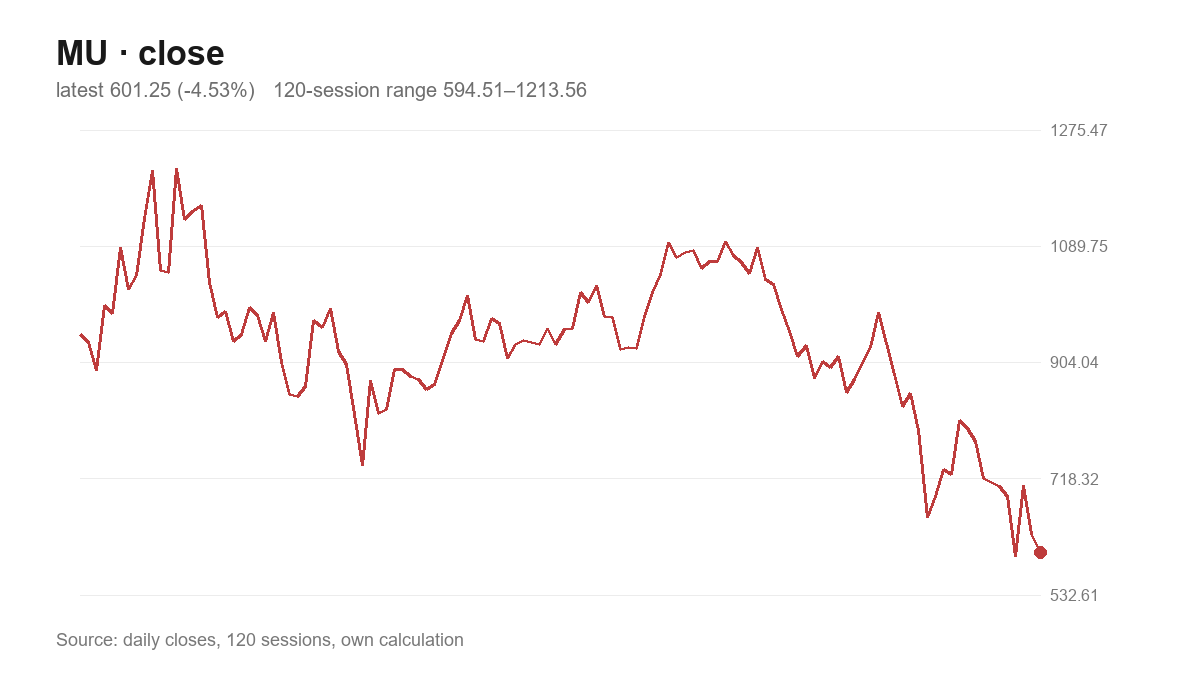 MU · close
latest 601.25 (-4.53%)   120-session range 594.51–1213.56
1275.47
1089.75
904.04
718.32
532.61
Source: daily closes, 120 sessions, own calculation